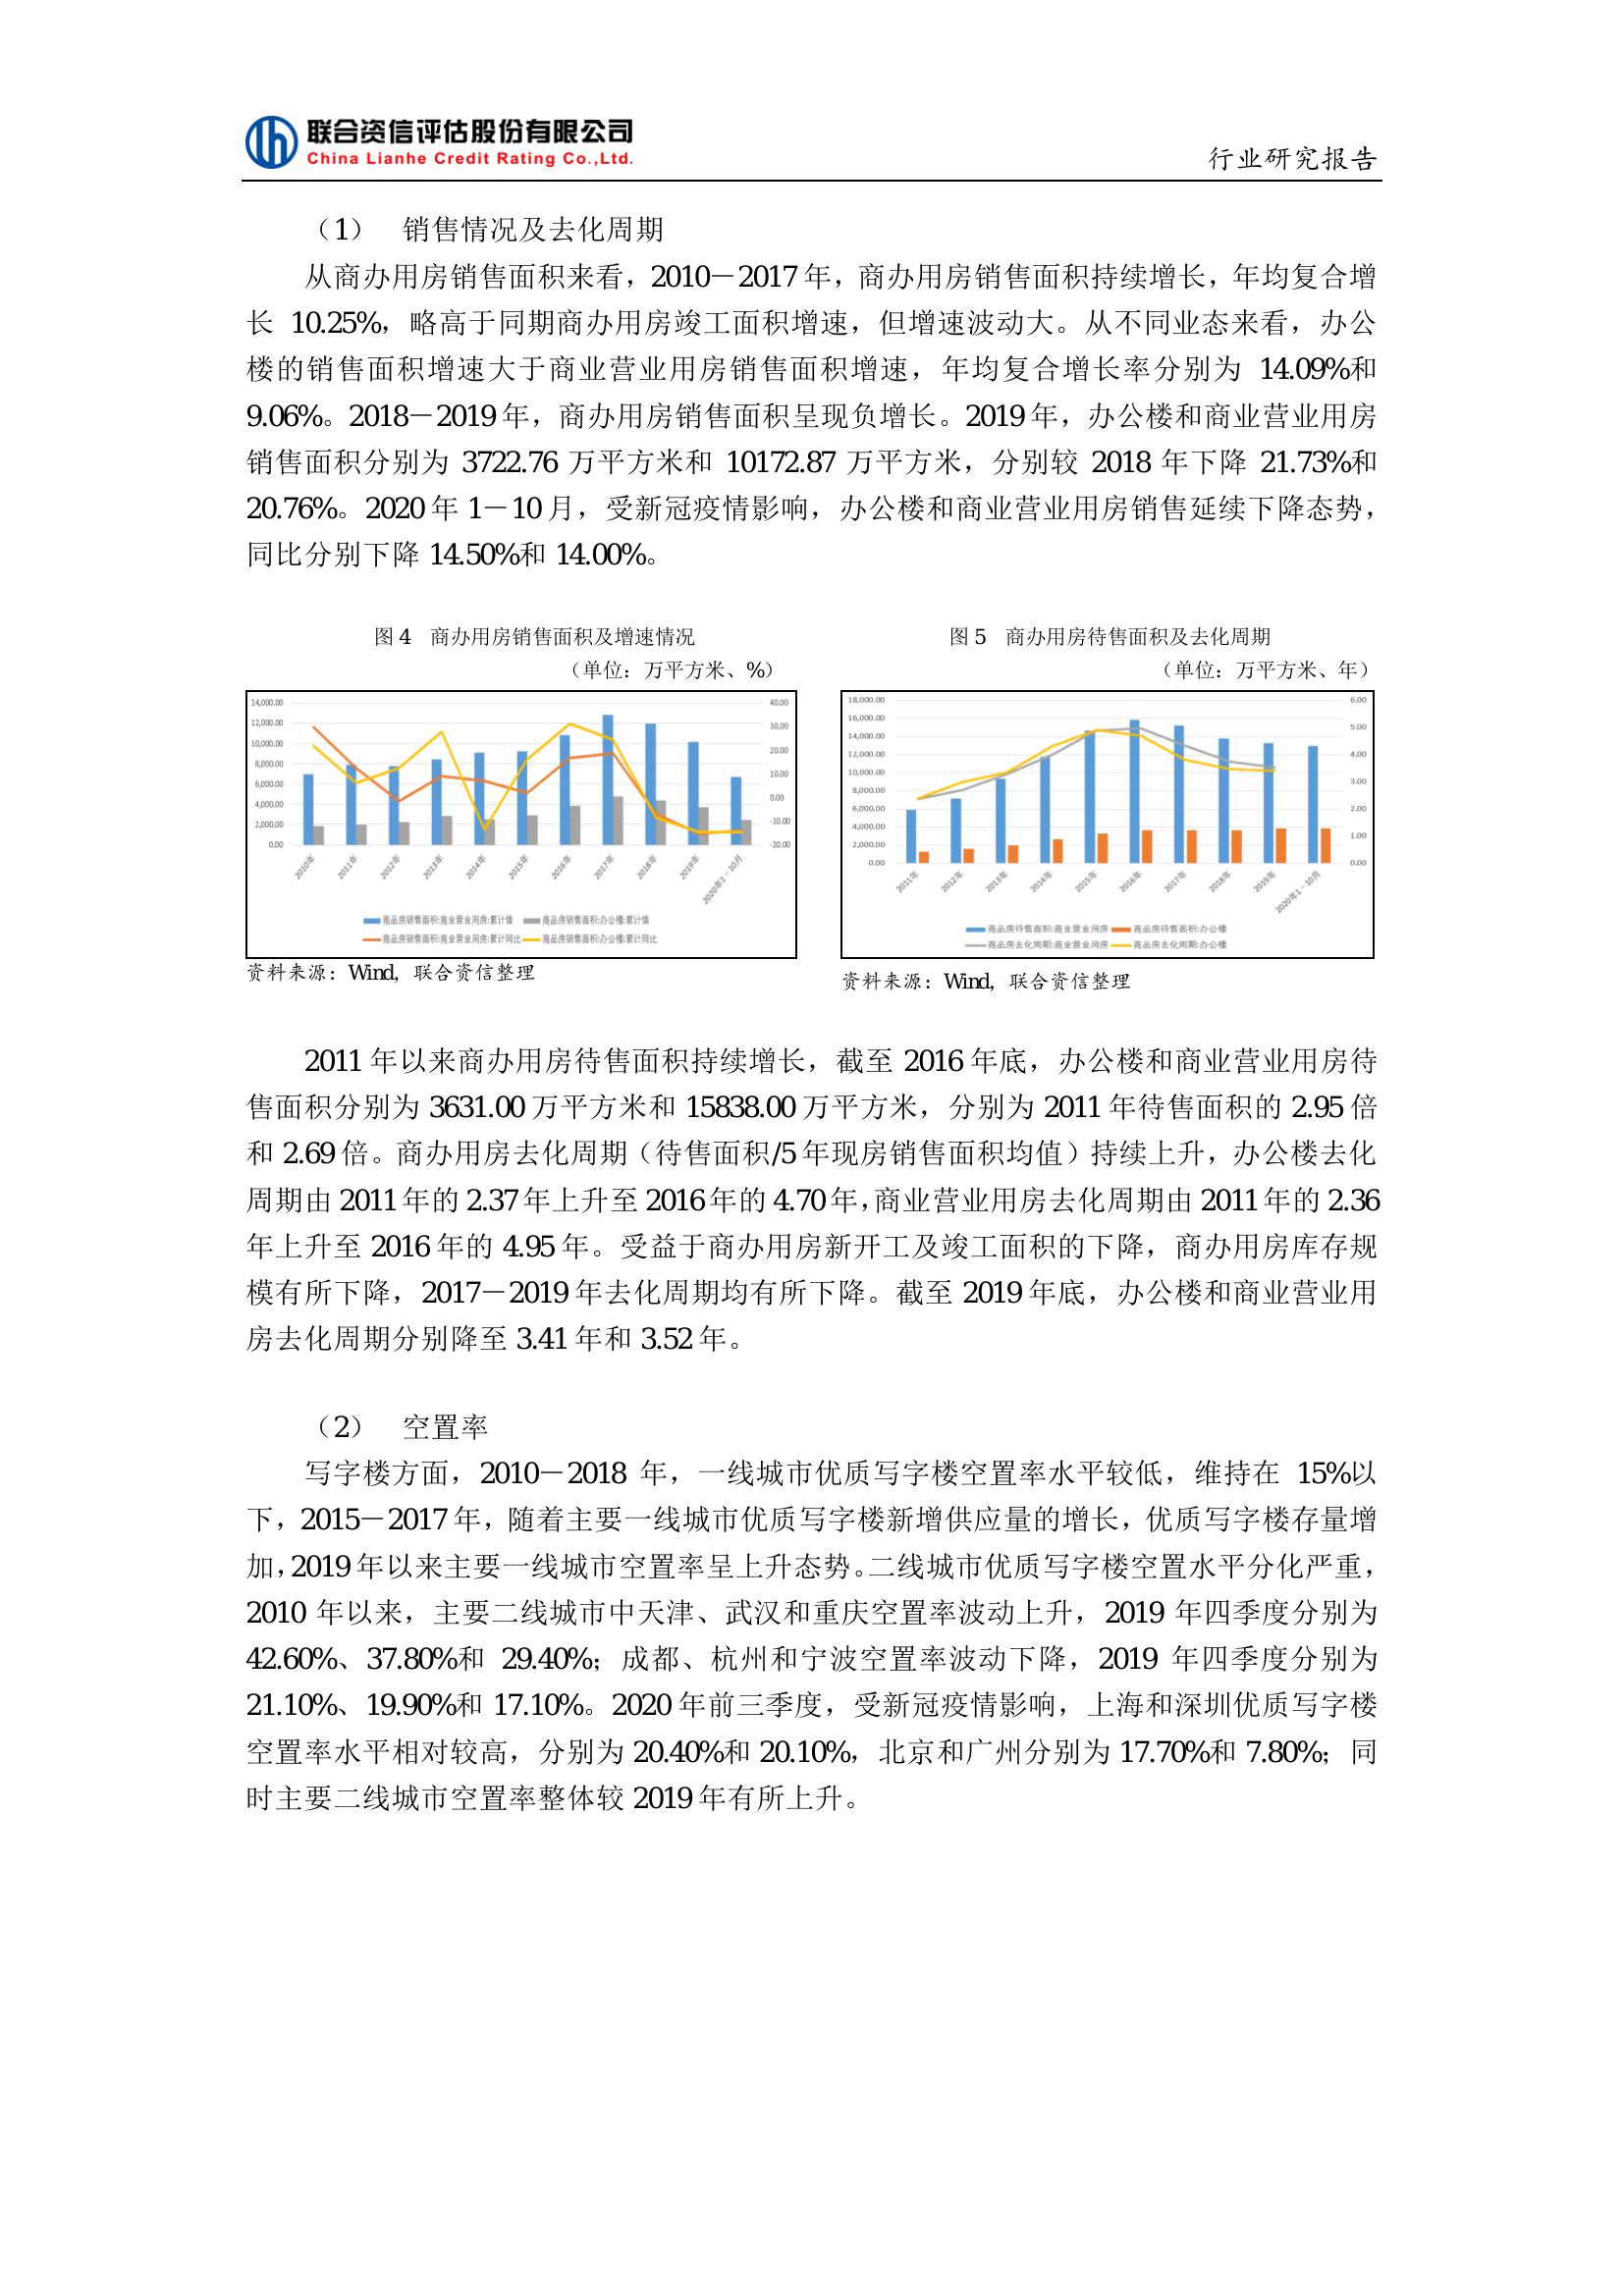 联合资信评估股份有限公司
China Lianhe Credit Rating Co.,Ltd.
行业研究报告
（1） 销售情况及去化周期
从商办用房销售面积来看，2010－2017 年，商办用房销售面积持续增长，年均复合增
长 10.25%，略高于同期商办用房竣工面积增速，但增速波动大。从不同业态来看，办公
楼的销售面积增速大于商业营业用房销售面积增速，年均复合增长率分别为 14.09%和
9.06%。2018－2019 年，商办用房销售面积呈现负增长。2019 年，办公楼和商业营业用房
销售面积分别为 3722.76 万平方米和 10172.87 万平方米，分别较 2018 年下降 21.73%和
20.76%。2020 年 1－10 月，受新冠疫情影响，办公楼和商业营业用房销售延续下降态势，
同比分别下降 14.50%和 14.00%。
图 4 商办用房销售面积及增速情况
（单位：万平方米、%）
14,000.00
12,000.00
10,000.00
8,000.00
6,000.00
4,000.00
2,000.00
0.00
40.00
30.00
20.00
10.00
0.00
-10.00
-20.00
2010年
2011年
2012年
2013年
2014年
2015年
2016年
2017年
2018年
2019年
2020年1－10月
商品房销售面积:商业营业用房:累计值
商品房销售面积:办公楼:累计值
商品房销售面积:商业营业用房:累计同比
商品房销售面积:办公楼:累计同比
资料来源：Wind，联合资信整理
图 5 商办用房待售面积及去化周期
（单位：万平方米、年）
18,000.00
16,000.00
14,000.00
12,000.00
10,000.00
8,000.00
6,000.00
4,000.00
2,000.00
0.00
6.00
5.00
4.00
3.00
2.00
1.00
0.00
2011年
2012年
2013年
2014年
2015年
2016年
2017年
2018年
2019年
2020年1－10月
商品房待售面积:商业营业用房
商品房待售面积:办公楼
商品房去化周期:商业营业用房
商品房去化周期:办公楼
资料来源：Wind，联合资信整理
2011 年以来商办用房待售面积持续增长，截至 2016 年底，办公楼和商业营业用房待
售面积分别为 3631.00 万平方米和 15838.00 万平方米，分别为 2011 年待售面积的 2.95 倍
和 2.69 倍。商办用房去化周期（待售面积/5 年现房销售面积均值）持续上升，办公楼去化
周期由 2011 年的 2.37 年上升至 2016 年的 4.70 年，商业营业用房去化周期由 2011 年的 2.36
年上升至 2016 年的 4.95 年。受益于商办用房新开工及竣工面积的下降，商办用房库存规
模有所下降，2017－2019 年去化周期均有所下降。截至 2019 年底，办公楼和商业营业用
房去化周期分别降至 3.41 年和 3.52 年。
（2） 空置率
写字楼方面，2010－2018 年，一线城市优质写字楼空置率水平较低，维持在 15%以
下，2015－2017 年，随着主要一线城市优质写字楼新增供应量的增长，优质写字楼存量增
加，2019 年以来主要一线城市空置率呈上升态势。二线城市优质写字楼空置水平分化严重，
2010 年以来，主要二线城市中天津、武汉和重庆空置率波动上升，2019 年四季度分别为
42.60%、37.80%和 29.40%；成都、杭州和宁波空置率波动下降，2019 年四季度分别为
21.10%、19.90%和 17.10%。2020 年前三季度，受新冠疫情影响，上海和深圳优质写字楼
空置率水平相对较高，分别为 20.40%和 20.10%，北京和广州分别为 17.70%和 7.80%；同
时主要二线城市空置率整体较 2019 年有所上升。